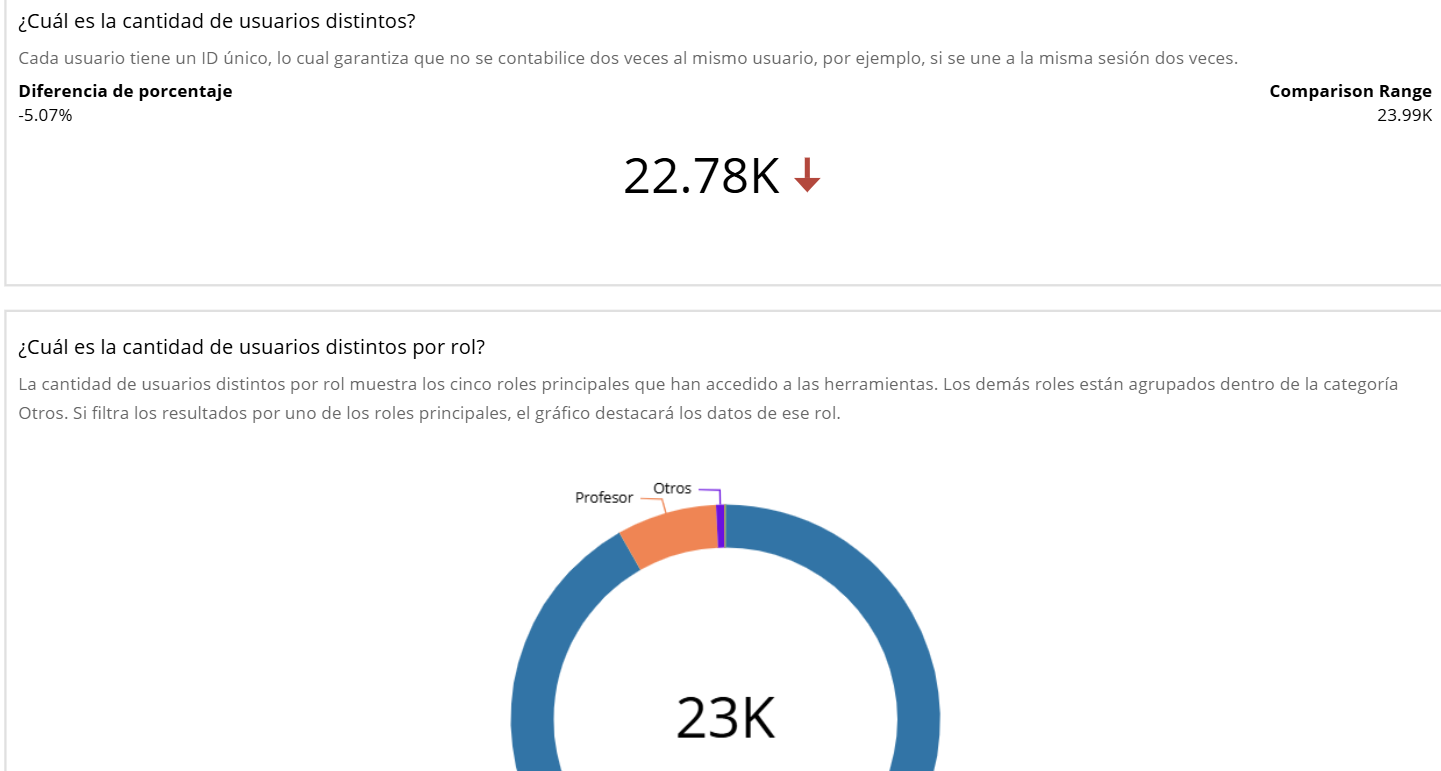 ¿Cuál es la cantidad de usuarios distintos?
Cada usuario tiene un ID único, lo cual garantiza que no se contabilice dos veces al mismo usuario, por ejemplo, si se une a la misma sesión dos veces.
Diferencia de porcentaje
-5.07%
Comparison Range
23.99K
22.78K
¿Cuál es la cantidad de usuarios distintos por rol?
La cantidad de usuarios distintos por rol muestra los cinco roles principales que han accedido a las herramientas. Los demás roles están agrupados dentro de la categoría
Otros. Si filtra los resultados por uno de los roles principales, el gráfico destacará los datos de ese rol.
Otros
Profesor
23K